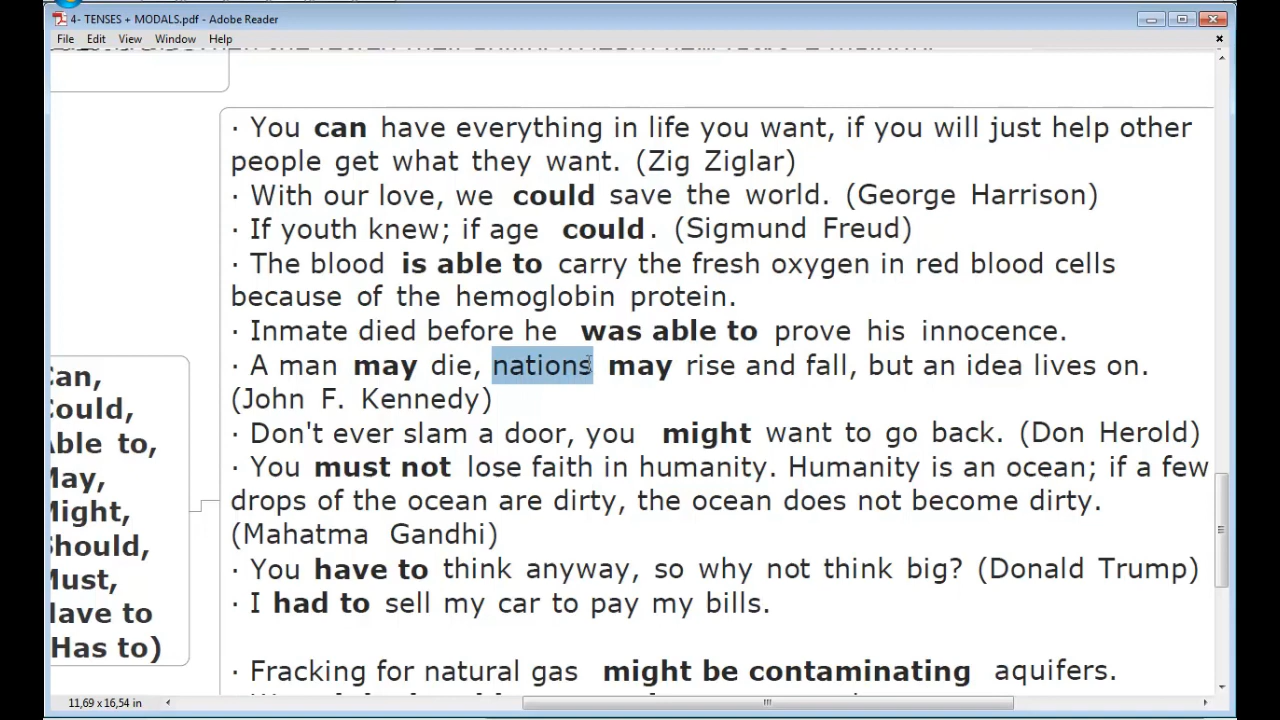 4- TENSES + MODALS.pdf - Adobe Reader
File Edit View Window Help
· You can have everything in life you want, if you will just help other
people get what they want. (Zig Ziglar)
· With our love, we could save the world. (George Harrison)
· If youth knew; if age could. (Sigmund Freud)
· The blood is able to carry the fresh oxygen in red blood cells
because of the hemoglobin protein.
· Inmate died before he was able to prove his innocence.
· A man may die, nations may rise and fall, but an idea lives on.
(John F. Kennedy)
· Don't ever slam a door, you might want to go back. (Don Herold)
· You must not lose faith in humanity. Humanity is an ocean; if a few
drops of the ocean are dirty, the ocean does not become dirty.
(Mahatma Gandhi)
· You have to think anyway, so why not think big? (Donald Trump)
· I had to sell my car to pay my bills.
· Fracking for natural gas might be contaminating aquifers.
Can,
Could,
Able to,
May,
Might,
Should,
Must,
Have to
(Has to)
11,69 x 16,54 in